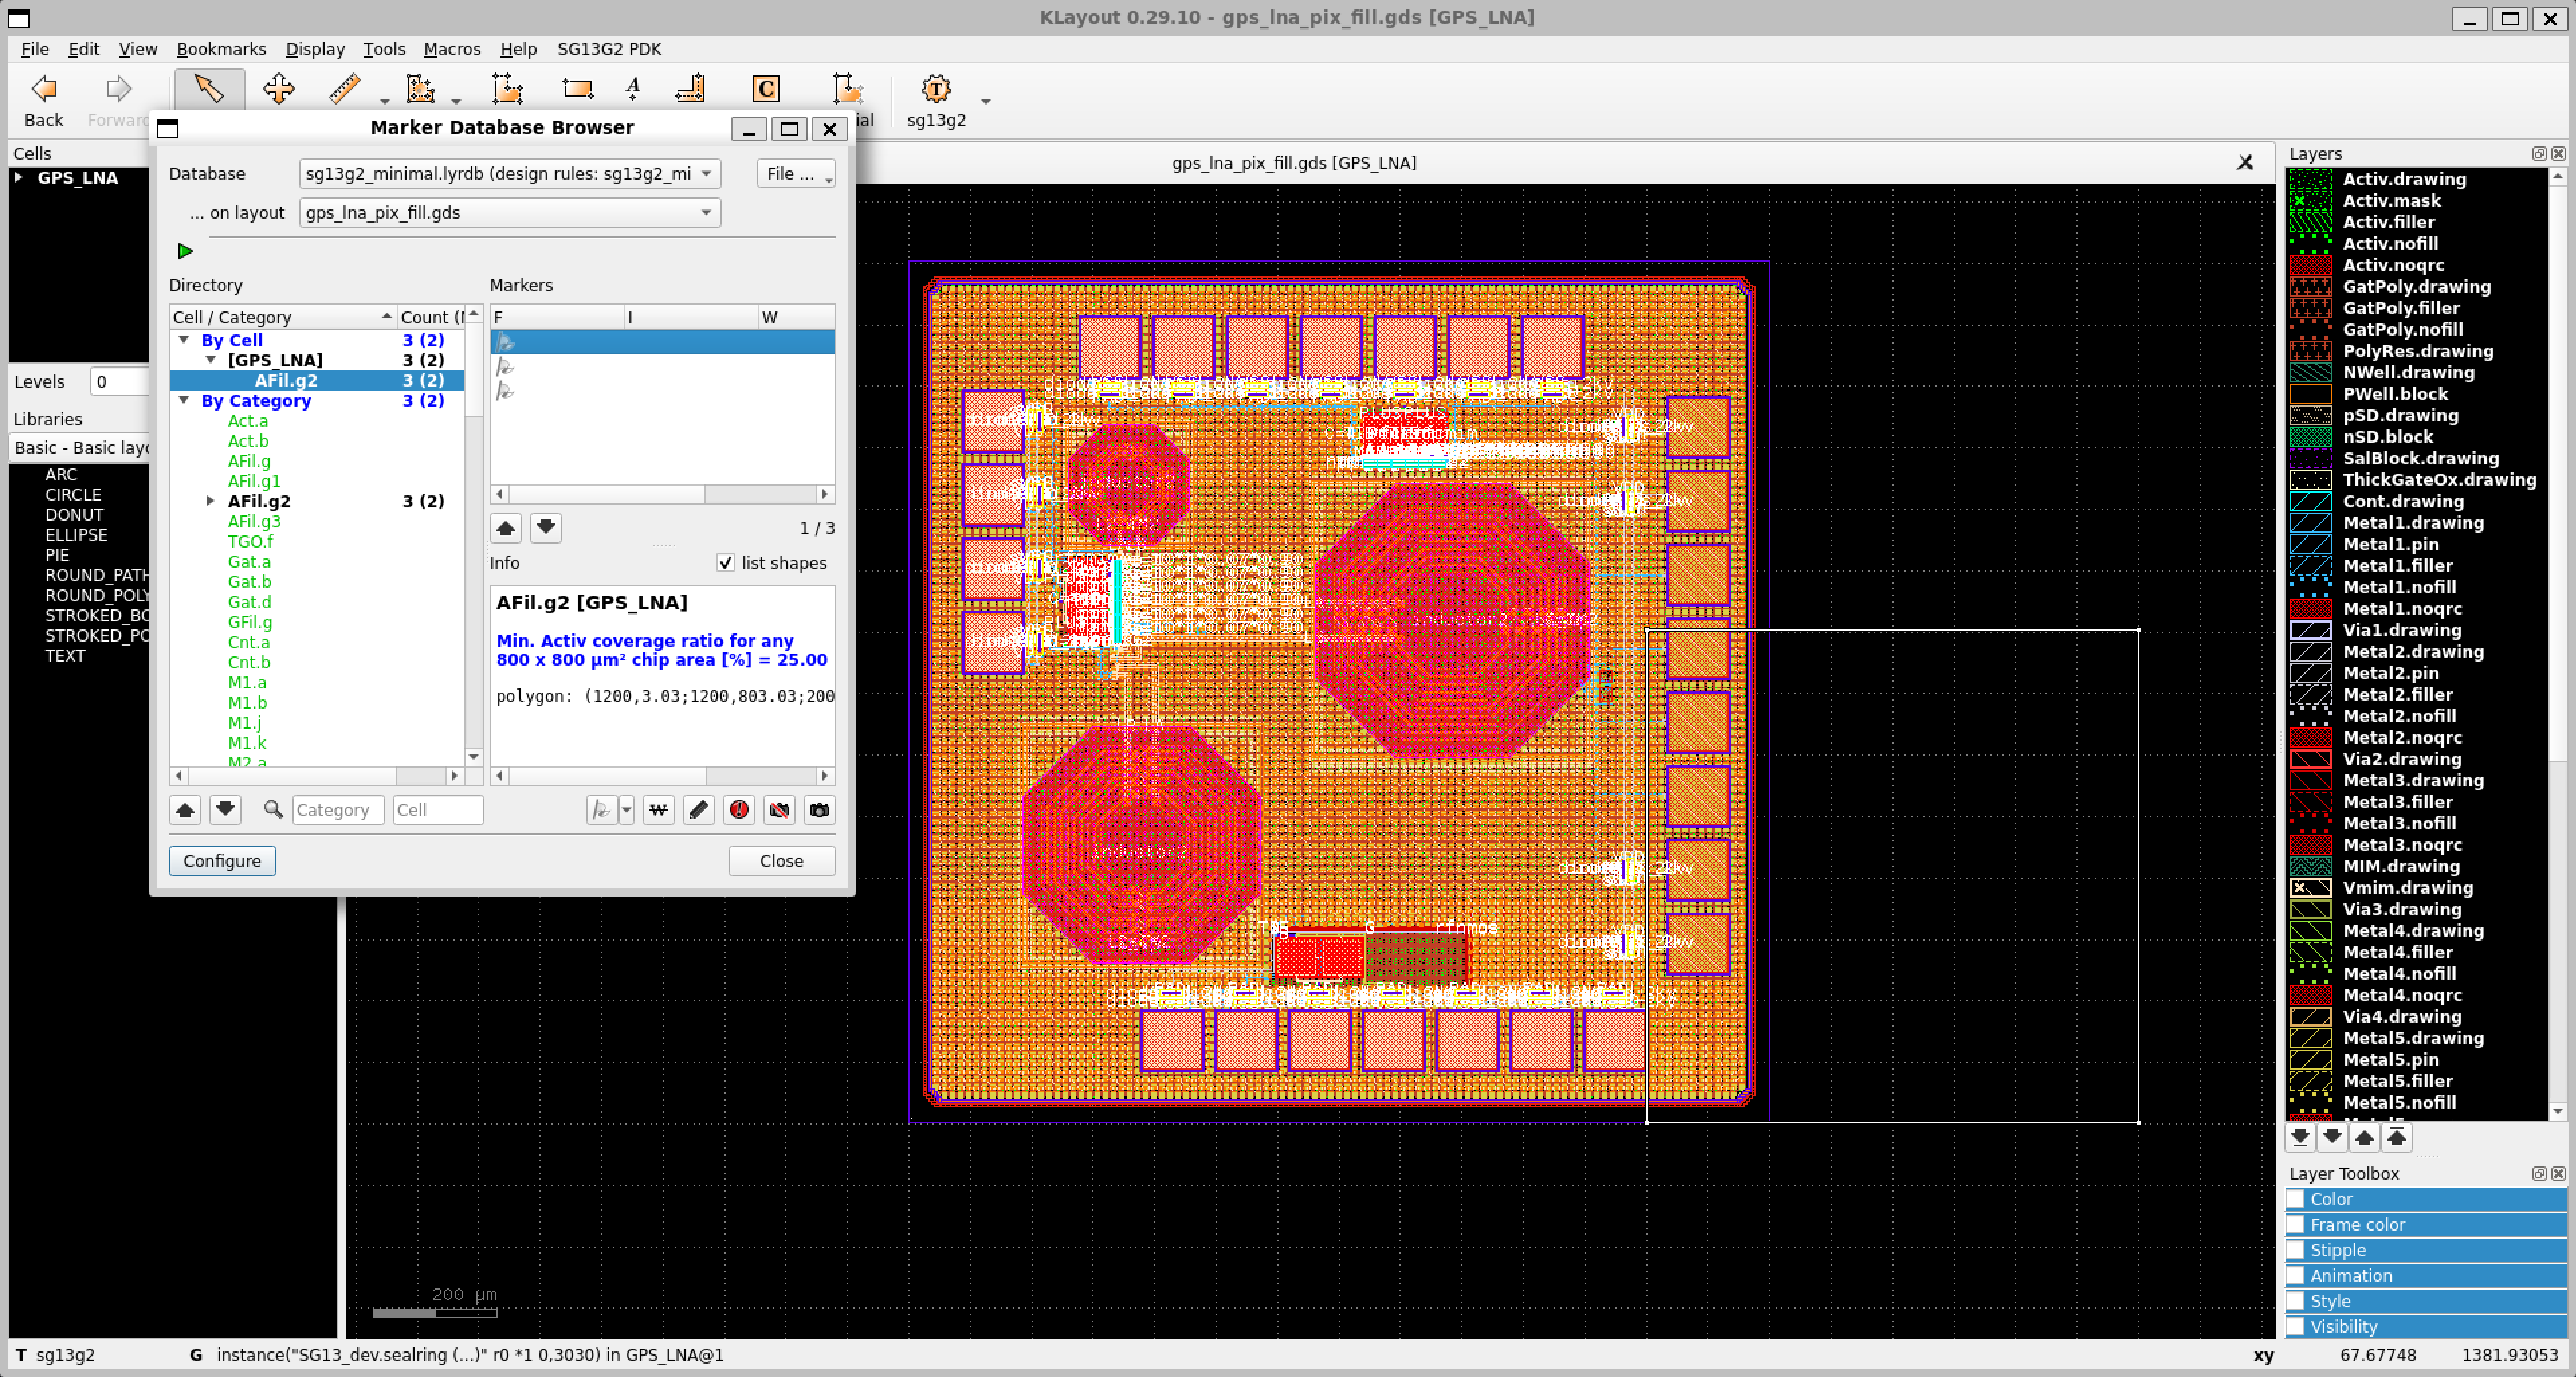 KLayout 0.29.10 - gps_lna_pix_fill.gds [GPS_LNA]
File Edit View Bookmarks Display Tools Macros Help SG13G2 PDK
Back Forward sg13g2
Cells
GPS_LNA
Levels 0
Libraries
Basic - Basic layo
ARC
CIRCLE
DONUT
ELLIPSE
PIE
ROUND_PATH
ROUND_POLY
STROKED_BO
STROKED_PO
TEXT
Marker Database Browser
Database sg13g2_minimal.lyrdb (design rules: sg13g2_mi File ...
... on layout gps_lna_pix_fill.gds
Directory
Cell / Category Count (
By Cell 3 (2)
[GPS_LNA] 3 (2)
AFil.g2 3 (2)
By Category 3 (2)
Act.a
Act.b
AFil.g
AFil.g1
AFil.g2 3 (2)
AFil.g3
TGO.f
Gat.a
Gat.b
Gat.d
GFil.g
Cnt.a
Cnt.b
M1.a
M1.b
M1.j
M1.k
M2.a
Category Cell
Markers
F I W
1 / 3
Info list shapes
AFil.g2 [GPS_LNA]
Min. Activ coverage ratio for any
800 x 800 µm² chip area [%] = 25.00
polygon: (1200,3.03;1200,803.03;200
Configure Close
gps_lna_pix_fill.gds [GPS_LNA]
rfnmos
200 µm
Layers
Activ.drawing
Activ.mask
Activ.filler
Activ.nofill
Activ.noqrc
GatPoly.drawing
GatPoly.filler
GatPoly.nofill
PolyRes.drawing
NWell.drawing
PWell.block
pSD.drawing
nSD.block
SalBlock.drawing
ThickGateOx.drawing
Cont.drawing
Metal1.drawing
Metal1.pin
Metal1.filler
Metal1.nofill
Metal1.noqrc
Via1.drawing
Metal2.drawing
Metal2.pin
Metal2.filler
Metal2.nofill
Metal2.noqrc
Via2.drawing
Metal3.drawing
Metal3.filler
Metal3.nofill
Metal3.noqrc
MIM.drawing
Vmim.drawing
Via3.drawing
Metal4.drawing
Metal4.filler
Metal4.nofill
Metal4.noqrc
Via4.drawing
Metal5.drawing
Metal5.pin
Metal5.filler
Metal5.nofill
Layer Toolbox
Color
Frame color
Stipple
Animation
Style
Visibility
T sg13g2 G instance("SG13_dev.sealring (...)" r0 *1 0,3030) in GPS_LNA@1 xy 67.67748 1381.93053